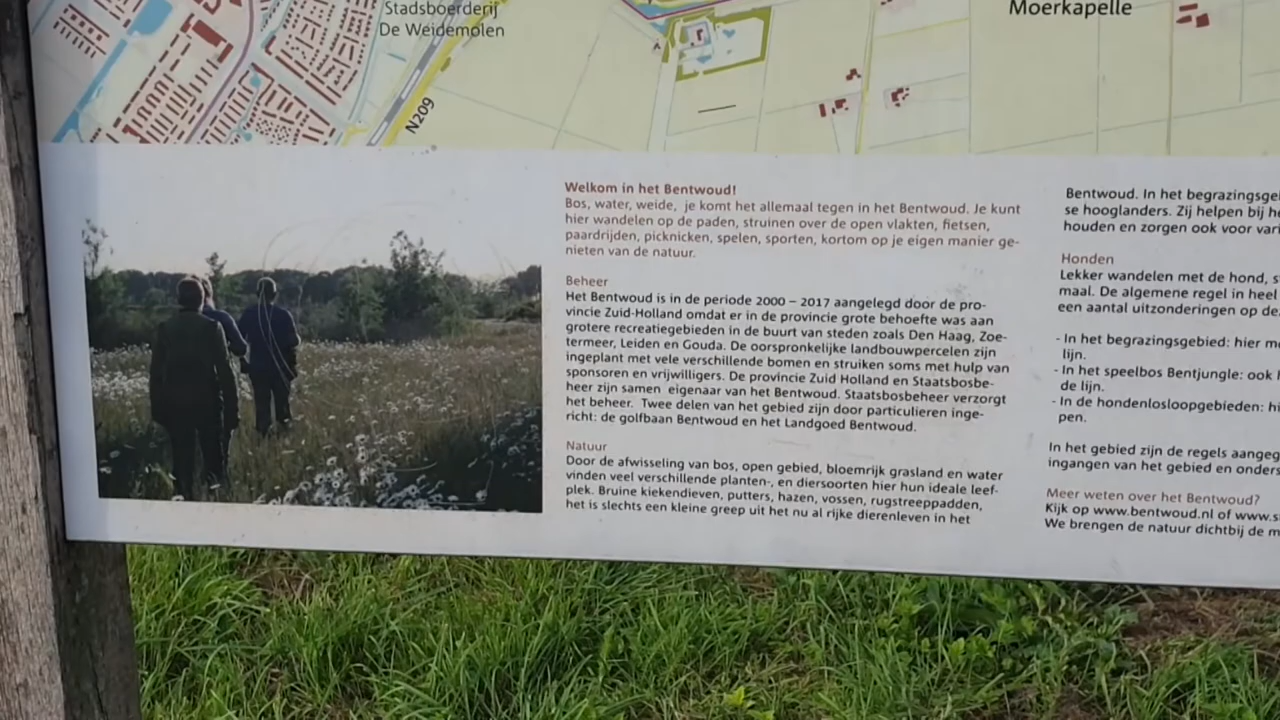 Stadsboerderij
De Weidemolen
N209
A
Moerkapelle
Welkom in het Bentwoud!
Bos, water, weide, je komt het allemaal tegen in het Bentwoud. Je kunt
hier wandelen op de paden, struinen over de open vlakten, fietsen,
paardrijden, picknicken, spelen, sporten, kortom op je eigen manier ge-
nieten van de natuur.
Beheer
Het Bentwoud is in de periode 2000 – 2017 aangelegd door de pro-
vincie Zuid-Holland omdat er in de provincie grote behoefte was aan
grotere recreatiegebieden in de buurt van steden zoals Den Haag, Zoe-
termeer, Leiden en Gouda. De oorspronkelijke landbouwpercelen zijn
ingeplant met vele verschillende bomen en struiken soms met hulp van
sponsoren en vrijwilligers. De provincie Zuid Holland en Staatsbosbe-
heer zijn samen eigenaar van het Bentwoud. Staatsbosbeheer verzorgt
het beheer. Twee delen van het gebied zijn door particulieren inge-
richt: de golfbaan Bentwoud en het Landgoed Bentwoud.
Natuur
Door de afwisseling van bos, open gebied, bloemrijk grasland en water
vinden veel verschillende planten-, en diersoorten hier hun ideale leef-
plek. Bruine kiekendieven, putters, hazen, vossen, rugstreeppadden,
het is slechts een kleine greep uit het nu al rijke dierenleven in het
Bentwoud. In het begrazingsge
se hooglanders. Zij helpen bij h
houden en zorgen ook voor vari
Honden
Lekker wandelen met de hond, s
maal. De algemene regel in heel
een aantal uitzonderingen op de
- In het begrazingsgebied: hier m
lijn.
- In het speelbos Bentjungle: ook
de lijn.
- In de hondenlosloopgebieden: hi
pen.
In het gebied zijn de regels aangeg
ingangen van het gebied en onders
Meer weten over het Bentwoud?
Kijk op www.bentwoud.nl of www.s
We brengen de natuur dichtbij de m